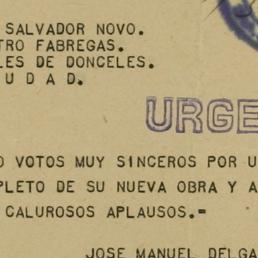 SALVADOR NOVO.
TRO FABREGAS.
LES DE DONCELES.
U D A D.
URGE
O VOTOS MUY SINCEROS POR U
PLETO DE SU NUEVA OBRA Y A
CALUROSOS APLAUSOS.=
JOSE MANUEL DELGA